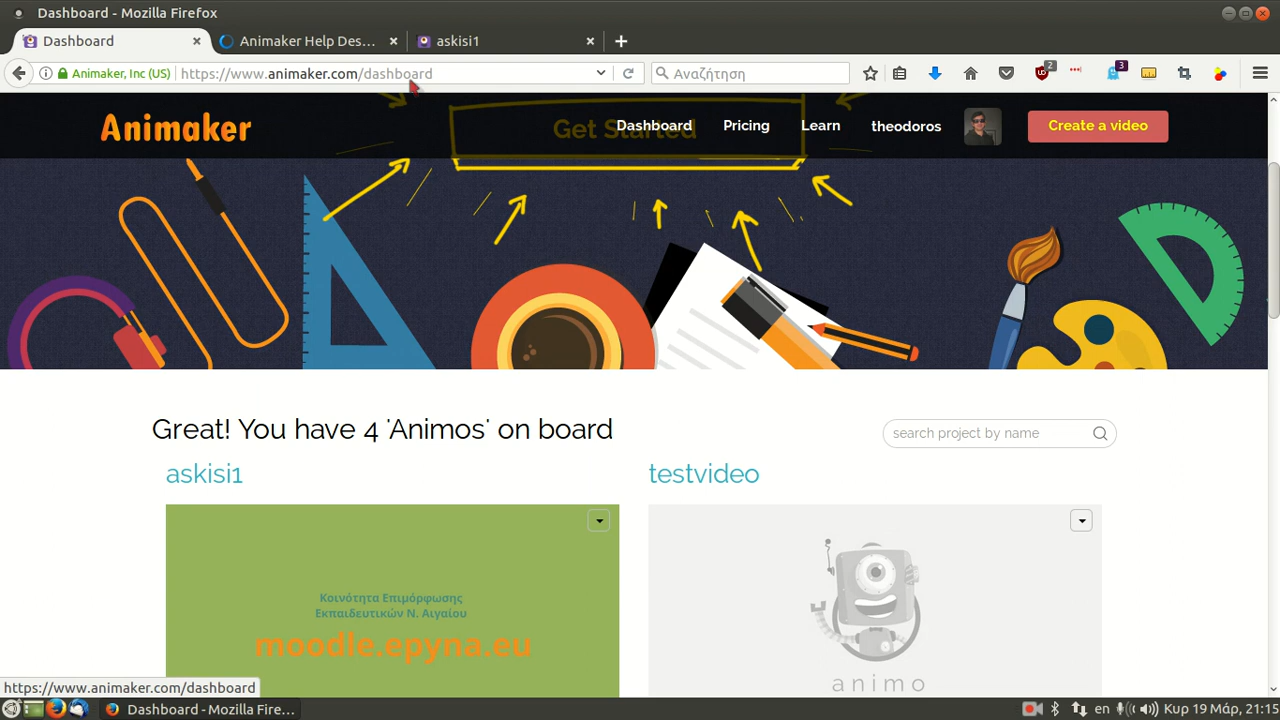 Dashboard - Mozilla Firefox
Dashboard
Animaker Help Des...
askisi1
Animaker, Inc (US)
https://www.animaker.com/dashboard
Αναζήτηση
2
3
Animaker
Get Started
Dashboard
Pricing
Learn
theodoros
Create a video
Great! You have 4 'Animos' on board
search project by name
askisi1
testvideo
Κοινότητα Επιμόρφωσης
Εκπαιδευτικών Ν. Αιγαίου
moodle.epyna.eu
animo
https://www.animaker.com/dashboard
Dashboard - Mozilla Fire...
en
Κυρ 19 Μάρ, 21:15